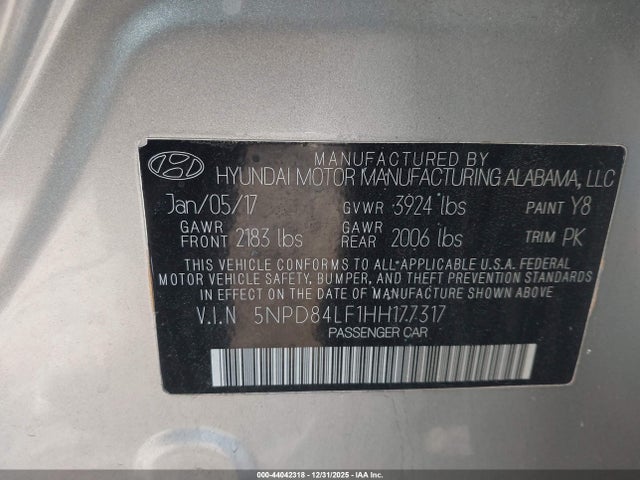 MANUFACTURED BY
HYUNDAI MOTOR MANUFACTURING ALABAMA, LLC
Jan/05/17 GVWR 3924 lbs PAINT Y8
GAWR FRONT 2183 lbs GAWR REAR 2006 lbs TRIM PK
THIS VEHICLE CONFORMS TO ALL APPLICABLE U.S.A. FEDERAL
MOTOR VEHICLE SAFETY, BUMPER, AND THEFT PREVENTION STANDARDS
IN EFFECT ON THE DATE OF MANUFACTURE SHOWN ABOVE.
V.I.N 5NPD84LF1HH177317
PASSENGER CAR
000-44042318 - 12/31/2025 - Copyright IAA, Inc.